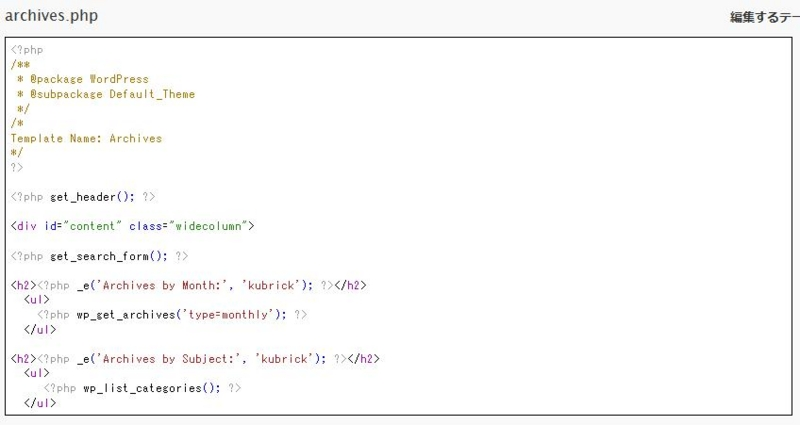 archives.php
編集するテー
<?php
/**
 * @package WordPress
 * @subpackage Default_Theme
 */
/*
Template Name: Archives
*/
?>
<?php get_header(); ?>
<div id="content" class="widecolumn">
<?php get_search_form(); ?>
<h2><?php _e('Archives by Month:', 'kubrick'); ?></h2>
  <ul>
    <?php wp_get_archives('type=monthly'); ?>
  </ul>
<h2><?php _e('Archives by Subject:', 'kubrick'); ?></h2>
  <ul>
     <?php wp_list_categories(); ?>
  </ul>